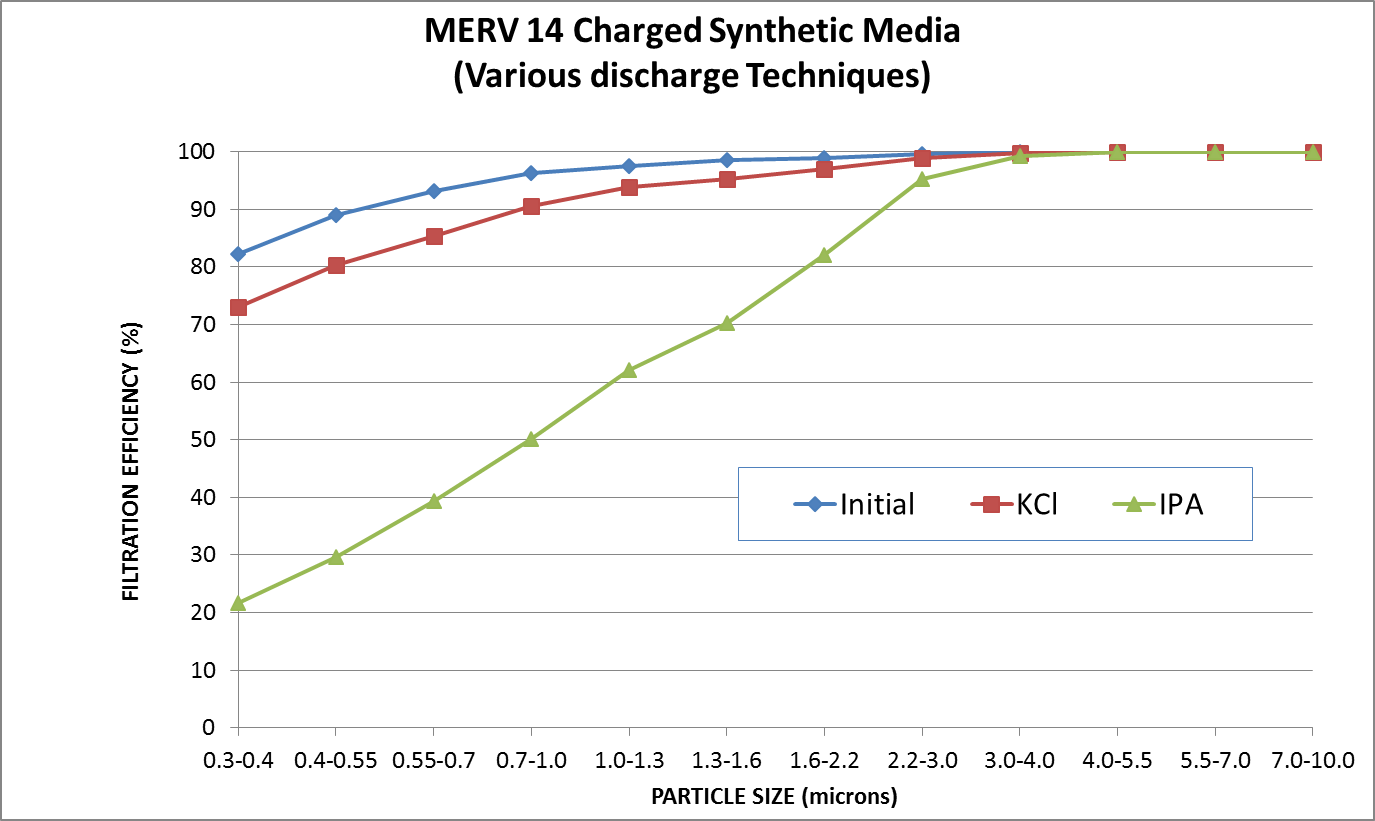 MERV 14 Charged Synthetic Media
(Various discharge Techniques)
100
90
80
70
60
50
40
30
20
10
0
FILTRATION EFFICIENCY (%)
Initial KCl IPA
0.3-0.4 0.4-0.55 0.55-0.7 0.7-1.0 1.0-1.3 1.3-1.6 1.6-2.2 2.2-3.0 3.0-4.0 4.0-5.5 5.5-7.0 7.0-10.0
PARTICLE SIZE (microns)